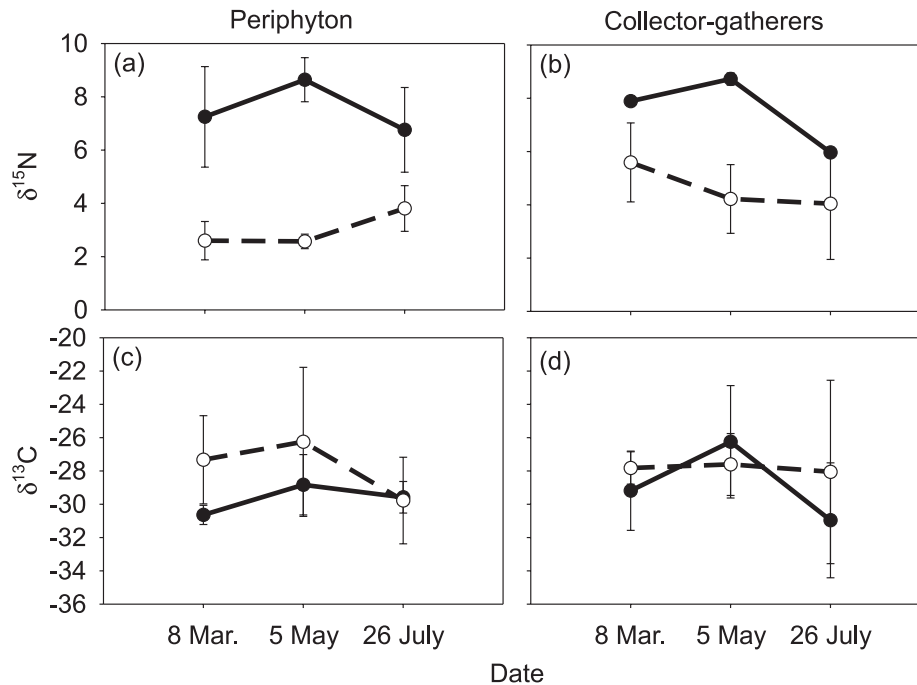 Periphyton
Collector-gatherers
(a)
(b)
δ¹⁵N
10
8
6
4
2
0
(c)
(d)
δ¹³C
-20
-22
-24
-26
-28
-30
-32
-34
-36
8 Mar. 5 May 26 July
8 Mar. 5 May 26 July
Date